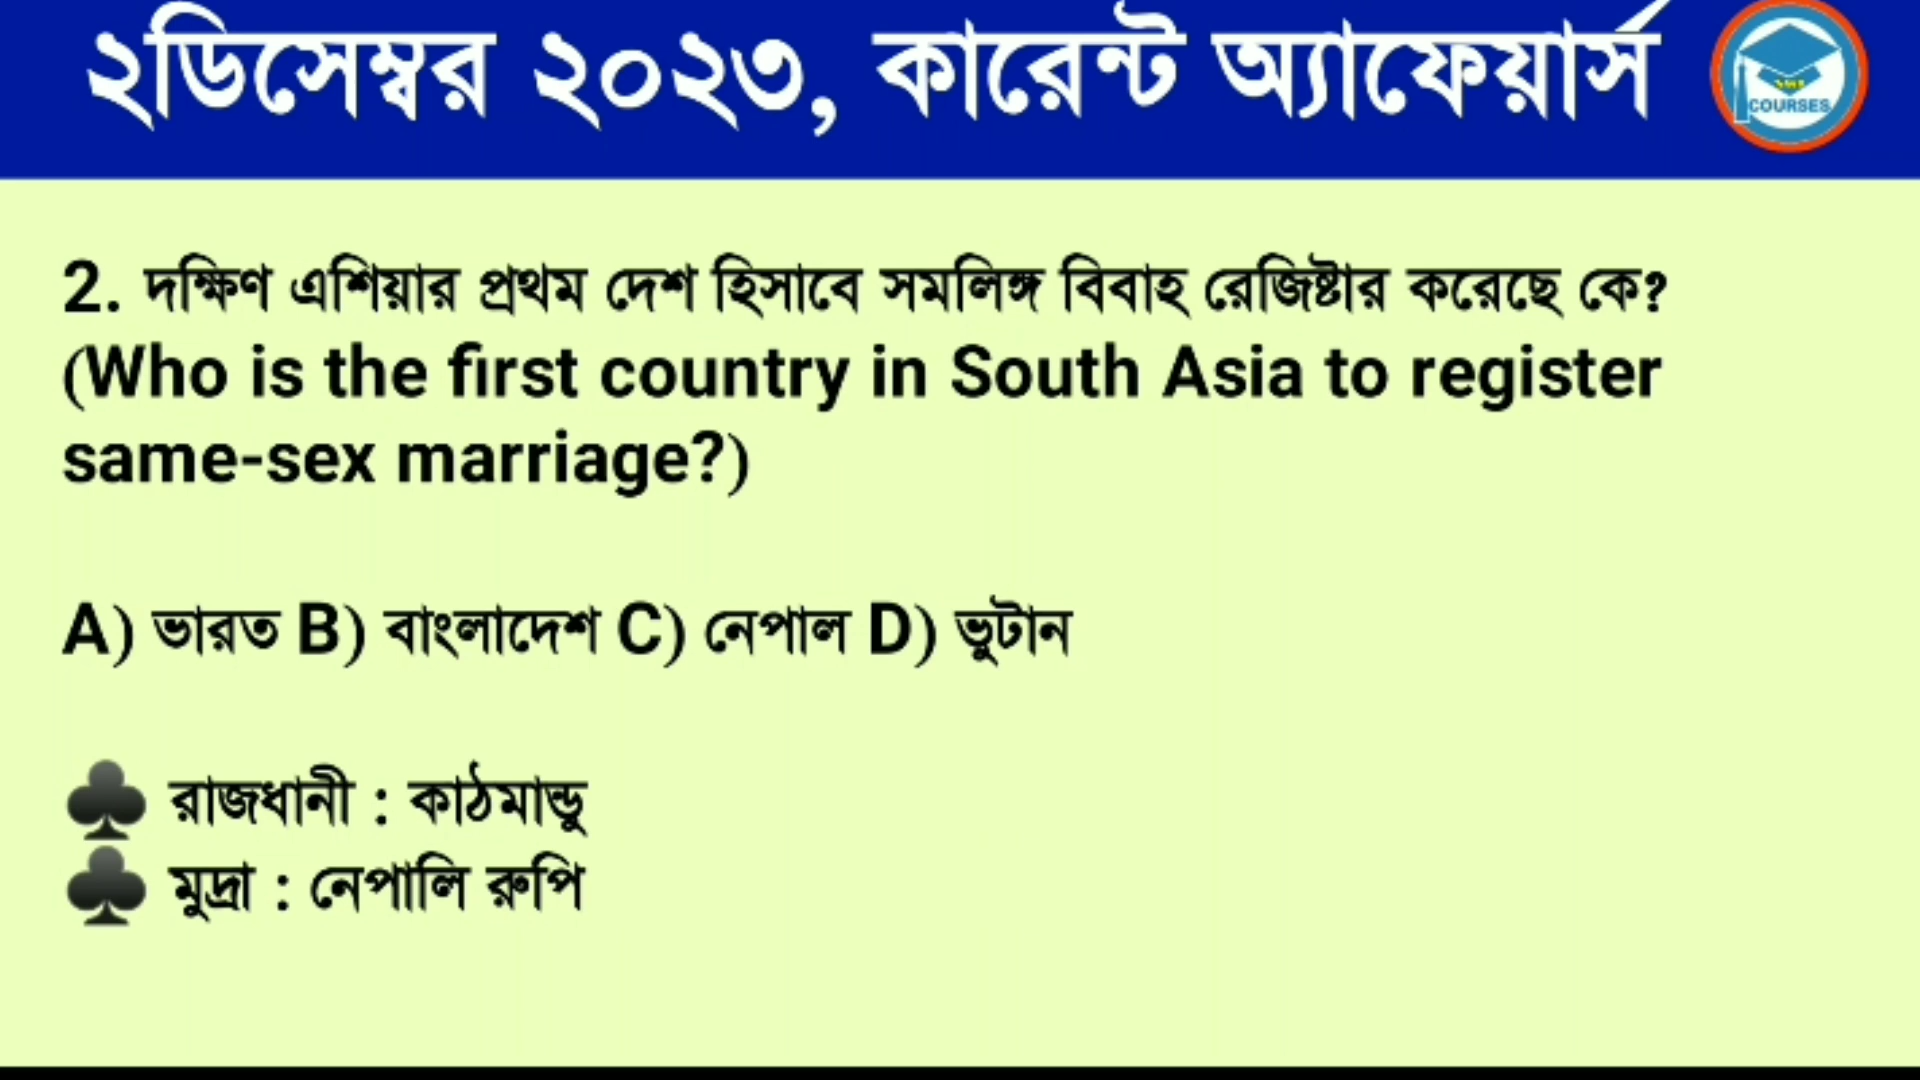 ২ডিসেম্বর ২০২৩, কারেন্ট অ্যাফেয়ার্স
COURSES
2. দক্ষিণ এশিয়ার প্রথম দেশ হিসাবে সমলিঙ্গ বিবাহ রেজিষ্টার করেছে কে?
(Who is the first country in South Asia to register
same-sex marriage?)
A) ভারত B) বাংলাদেশ C) নেপাল D) ভুটান
♣ রাজধানী : কাঠমান্ডু
♣ মুদ্রা : নেপালি রুপি